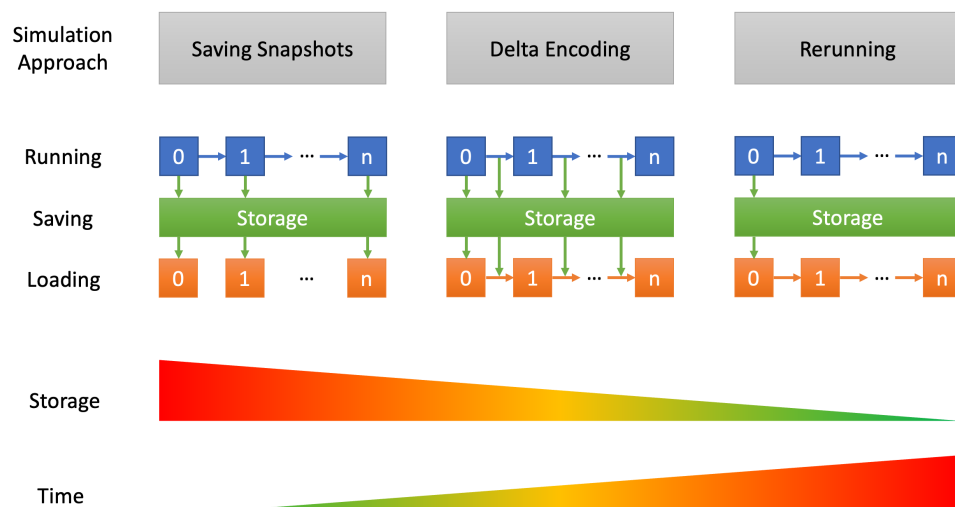 Simulation
Approach
Saving Snapshots
Delta Encoding
Rerunning
Running
0 1 ... n
0 1 ... n
0 1 ... n
Saving
Storage
Storage
Storage
Loading
0 1 ... n
0 1 ... n
0 1 ... n
Storage
Time